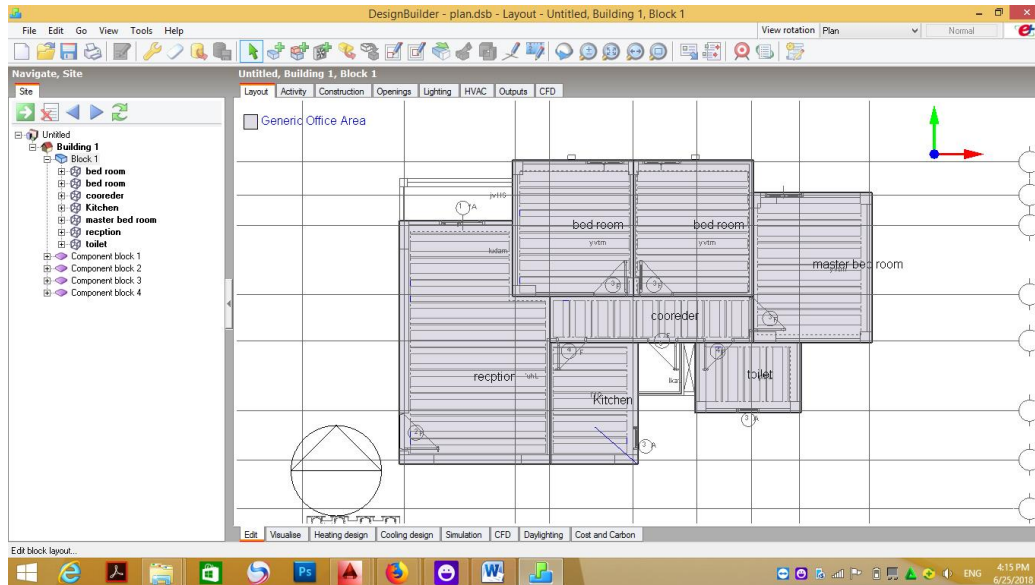 DesignBuilder - plan.dsb - Layout - Untitled, Building 1, Block 1
File Edit Go View Tools Help
View rotation Plan Normal
Navigate, Site
Untitled, Building 1, Block 1
Site
Layout Activity Construction Openings Lighting HVAC Outputs CFD
Generic Office Area
Untitled
Building 1
Block 1
bed room
bed room
cooreder
Kitchen
master bed room
recption
toilet
Component block 1
Component block 2
Component block 3
Component block 4
bed room
bed room
yvtm
yvtm
master bed room
cooreder
recption
Kitchen
toilet
Edit Visualise Heating design Cooling design Simulation CFD Daylighting Cost and Carbon
Edit block layout...
Ps
W
ENG
4:15 PM
6/25/2018